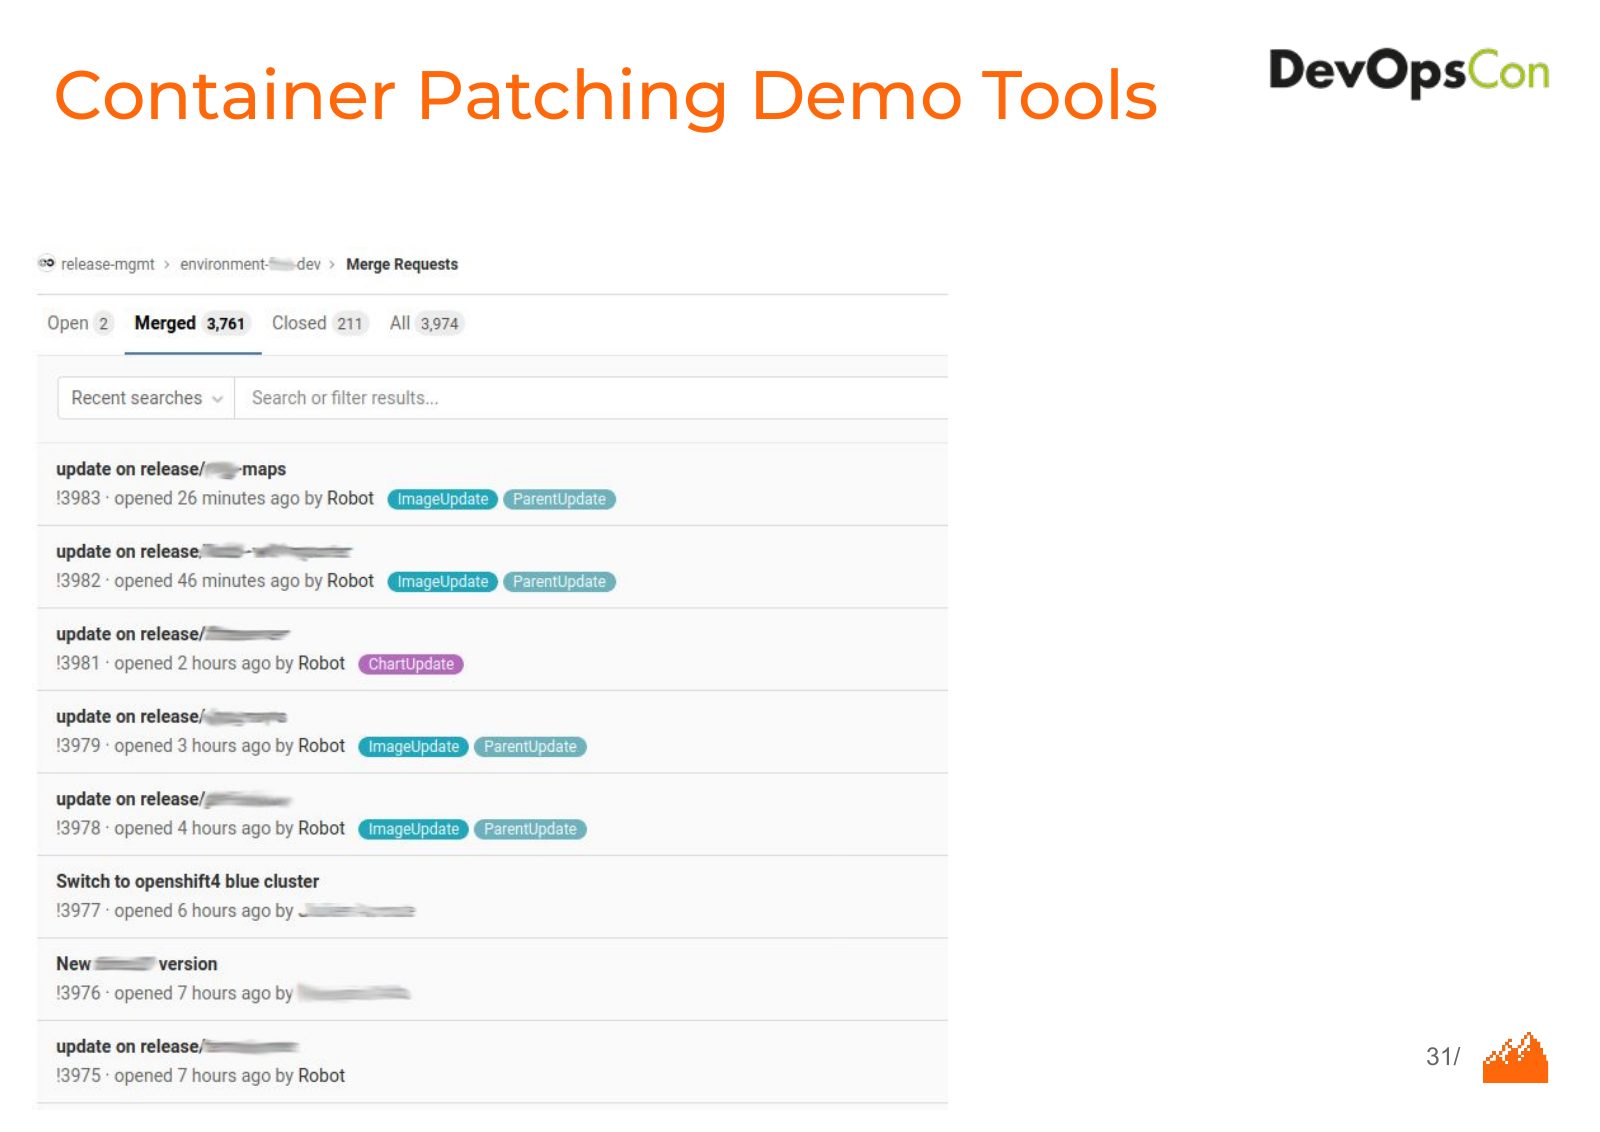 Container Patching Demo Tools
DevOpsCon
release-mgmt > environment- dev > Merge Requests
Open 2 Merged 3,761 Closed 211 All 3,974
Recent searches Search or filter results...
update on release/ -maps
!3983 · opened 26 minutes ago by Robot ImageUpdate ParentUpdate
update on release
!3982 · opened 46 minutes ago by Robot ImageUpdate ParentUpdate
update on release/
!3981 · opened 2 hours ago by Robot ChartUpdate
update on release/
!3979 · opened 3 hours ago by Robot ImageUpdate ParentUpdate
update on release/
!3978 · opened 4 hours ago by Robot ImageUpdate ParentUpdate
Switch to openshift4 blue cluster
!3977 · opened 6 hours ago by
New version
!3976 · opened 7 hours ago by
update on release/
!3975 · opened 7 hours ago by Robot
31/